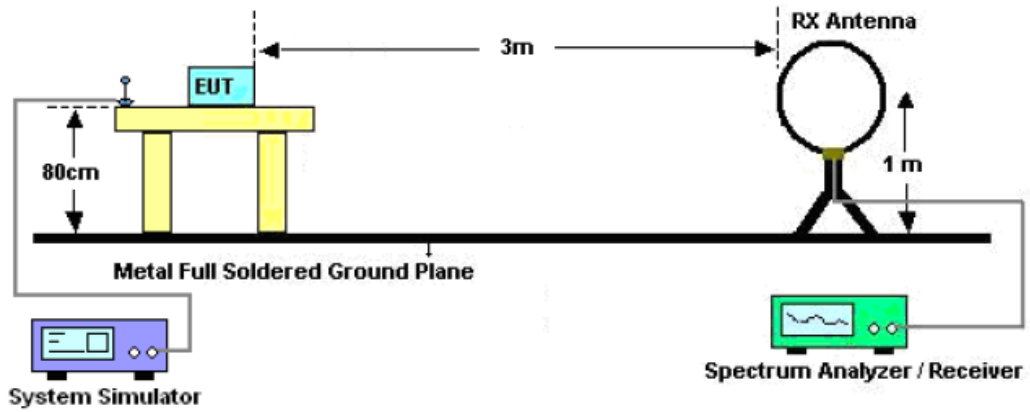 RX Antenna
3m
EUT
80cm
1 m
Metal Full Soldered Ground Plane
System Simulator
Spectrum Analyzer / Receiver